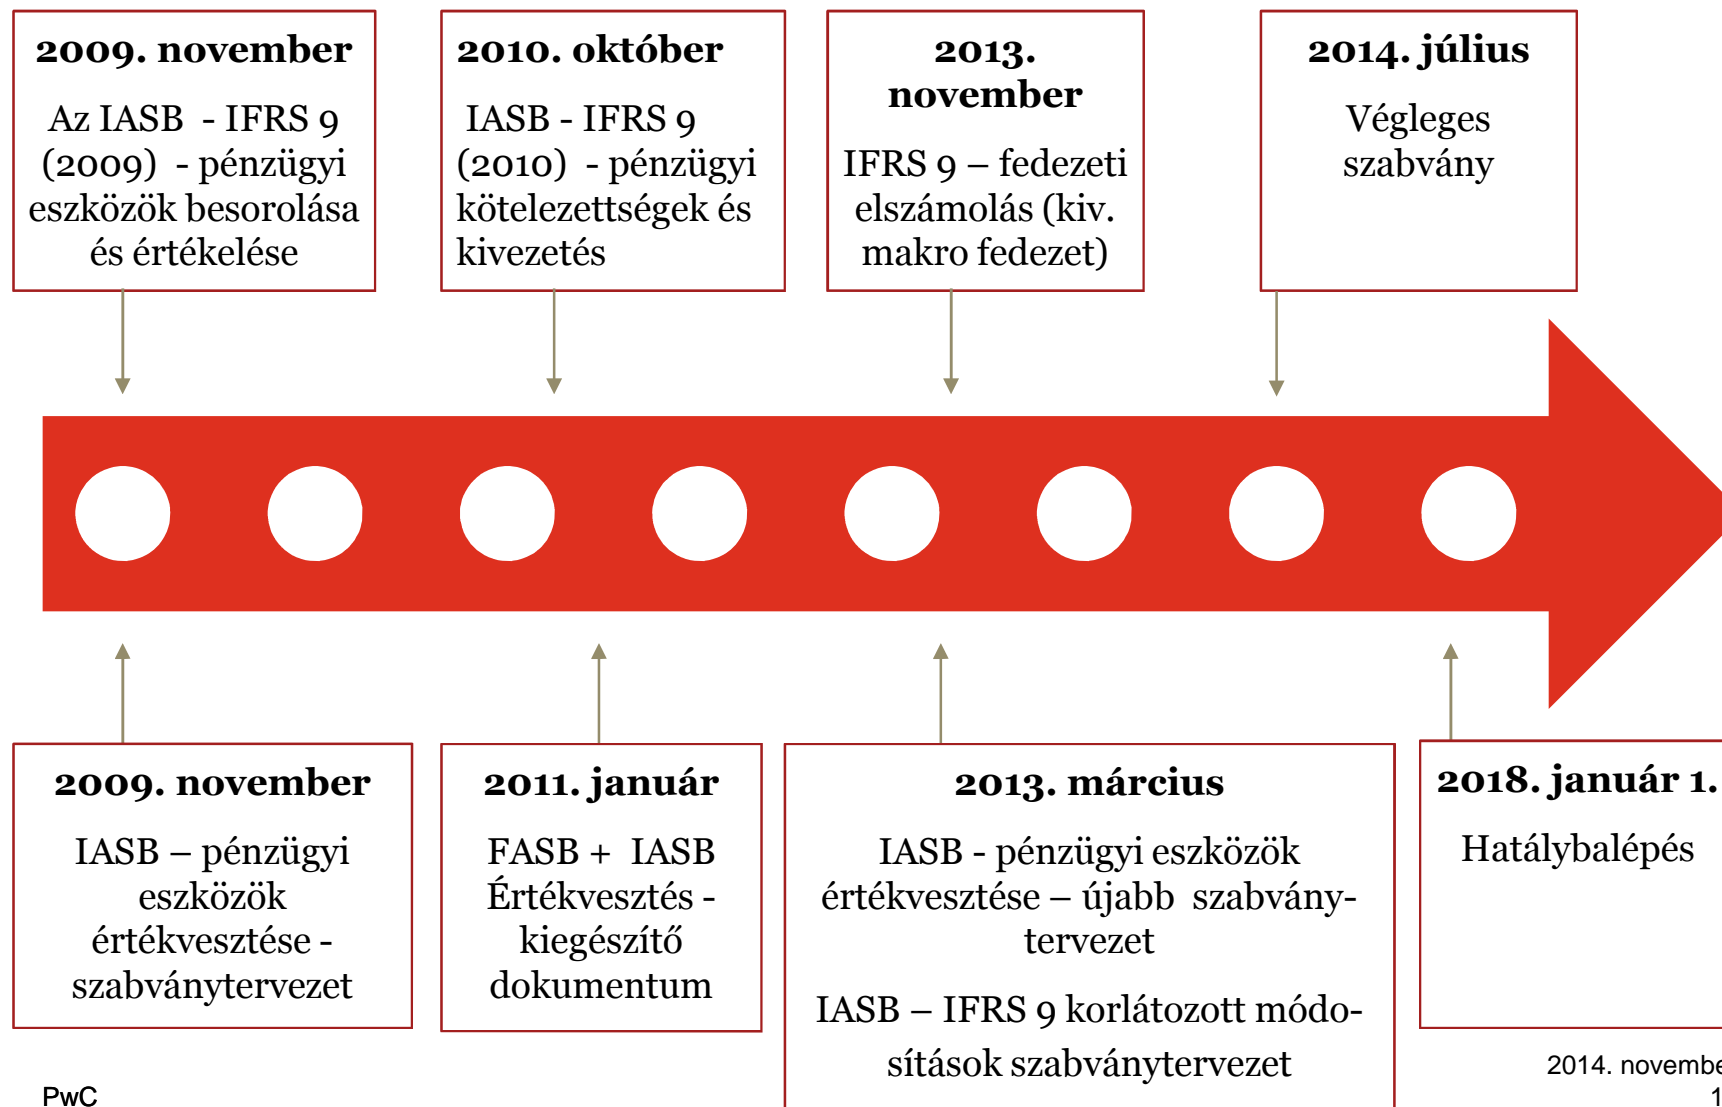 2009. november
Az IASB - IFRS 9
(2009) - pénzügyi
eszközök besorolása
és értékelése
2010. október
IASB - IFRS 9
(2010) - pénzügyi
kötelezettségek és
kivezetés
2013.
november
IFRS 9 – fedezeti
elszámolás (kiv.
makro fedezet)
2014. július
Végleges
szabvány
2009. november
IASB – pénzügyi
eszközök
értékvesztése -
szabványtervezet
2011. január
FASB + IASB
Értékvesztés -
kiegészítő
dokumentum
2013. március
IASB - pénzügyi eszközök
értékvesztése – újabb szabvány-
tervezet
IASB – IFRS 9 korlátozott módo-
sítások szabványtervezet
2018. január 1.
Hatálybalépés
PwC
2014. novembe
1